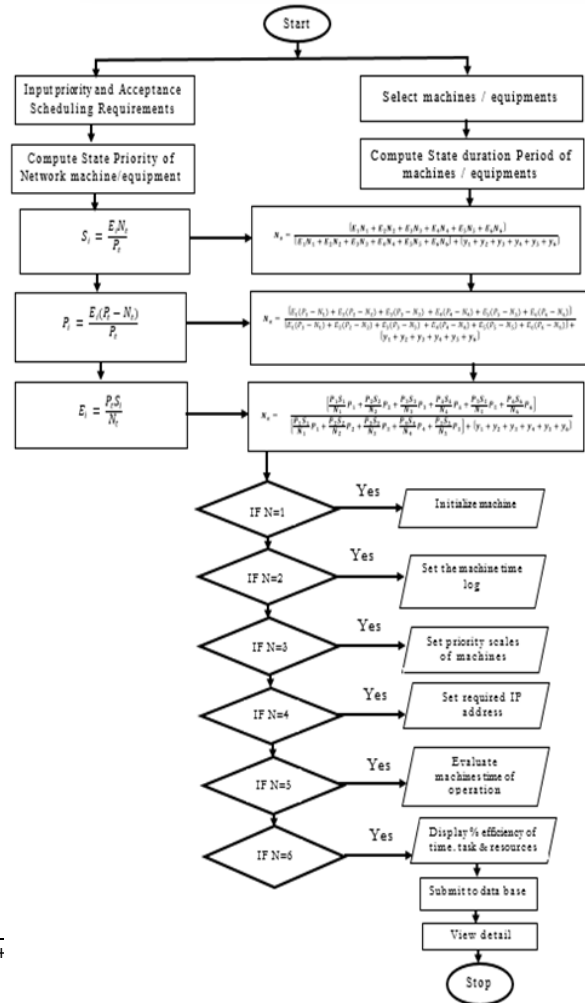 Start
Input priority and Acceptance
Scheduling Requirements
Select machines / equipments
Compute State Priority of
Network machine/equipment
Compute State duration Period of
machines / equipments
S_i = E_iN_t / P_t
P_i = E_i(P_t − N_t) / P_t
E_i = P_tS_i / N_t
IF N=1
Yes
Initialize machine
IF N=2
Yes
Set the machine time
log
IF N=3
Yes
Set priority scales
of machines
IF N=4
Yes
Set required IP
address
IF N=5
Yes
Evaluate
machines time of
operation
IF N=6
Yes
Display % efficiency of
time, task & resources
Submit to data base
View detail
Stop